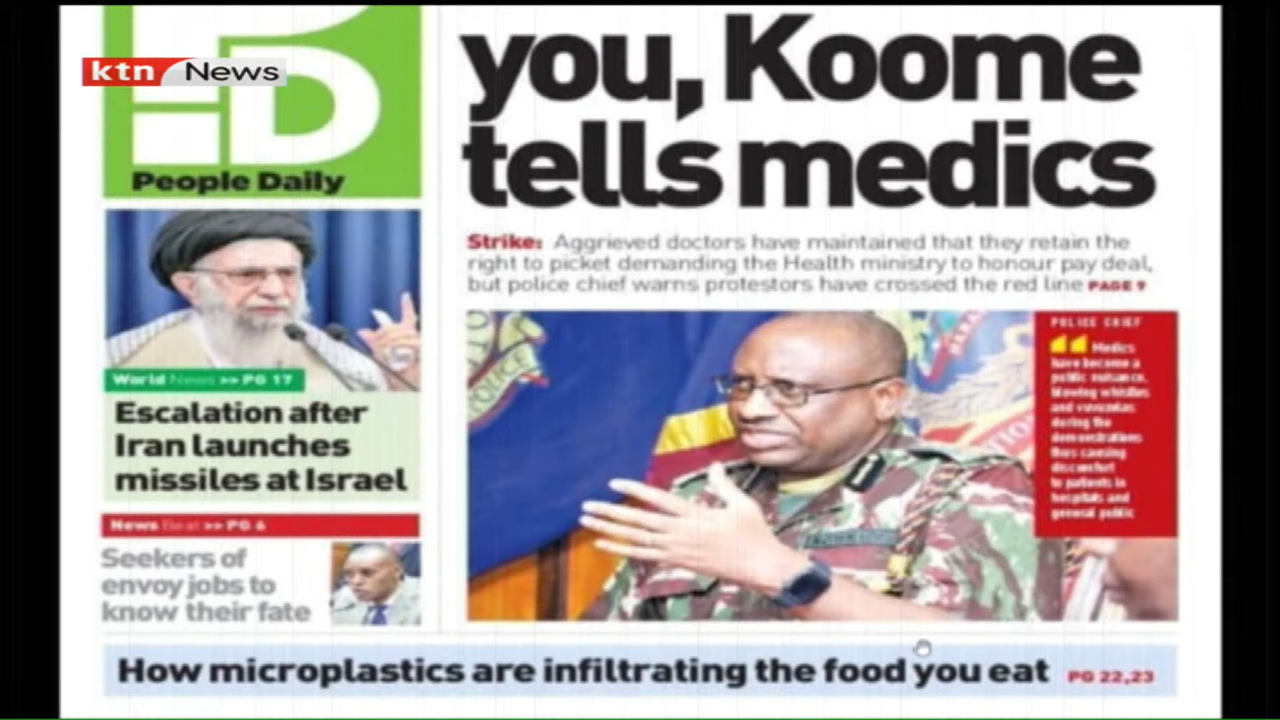 ktn News
PD
People Daily
you, Koome
tells medics
Strike: Aggrieved doctors have maintained that they retain the
right to picket demanding the Health ministry to honour pay deal,
but police chief warns protestors have crossed the red line PAGE 9
World News >> PG 17
Escalation after
Iran launches
missiles at Israel
News Beat >> PG 6
Seekers of
envoy jobs to
know their fate
POLICE
POLICE CHIEF
Medics
have become a
public nuisance,
blowing whistles
and vuvuzelas
during the
demonstrations
thus causing
discomfort
to patients in
hospitals and
general public
How microplastics are infiltrating the food you eat PG 22,23